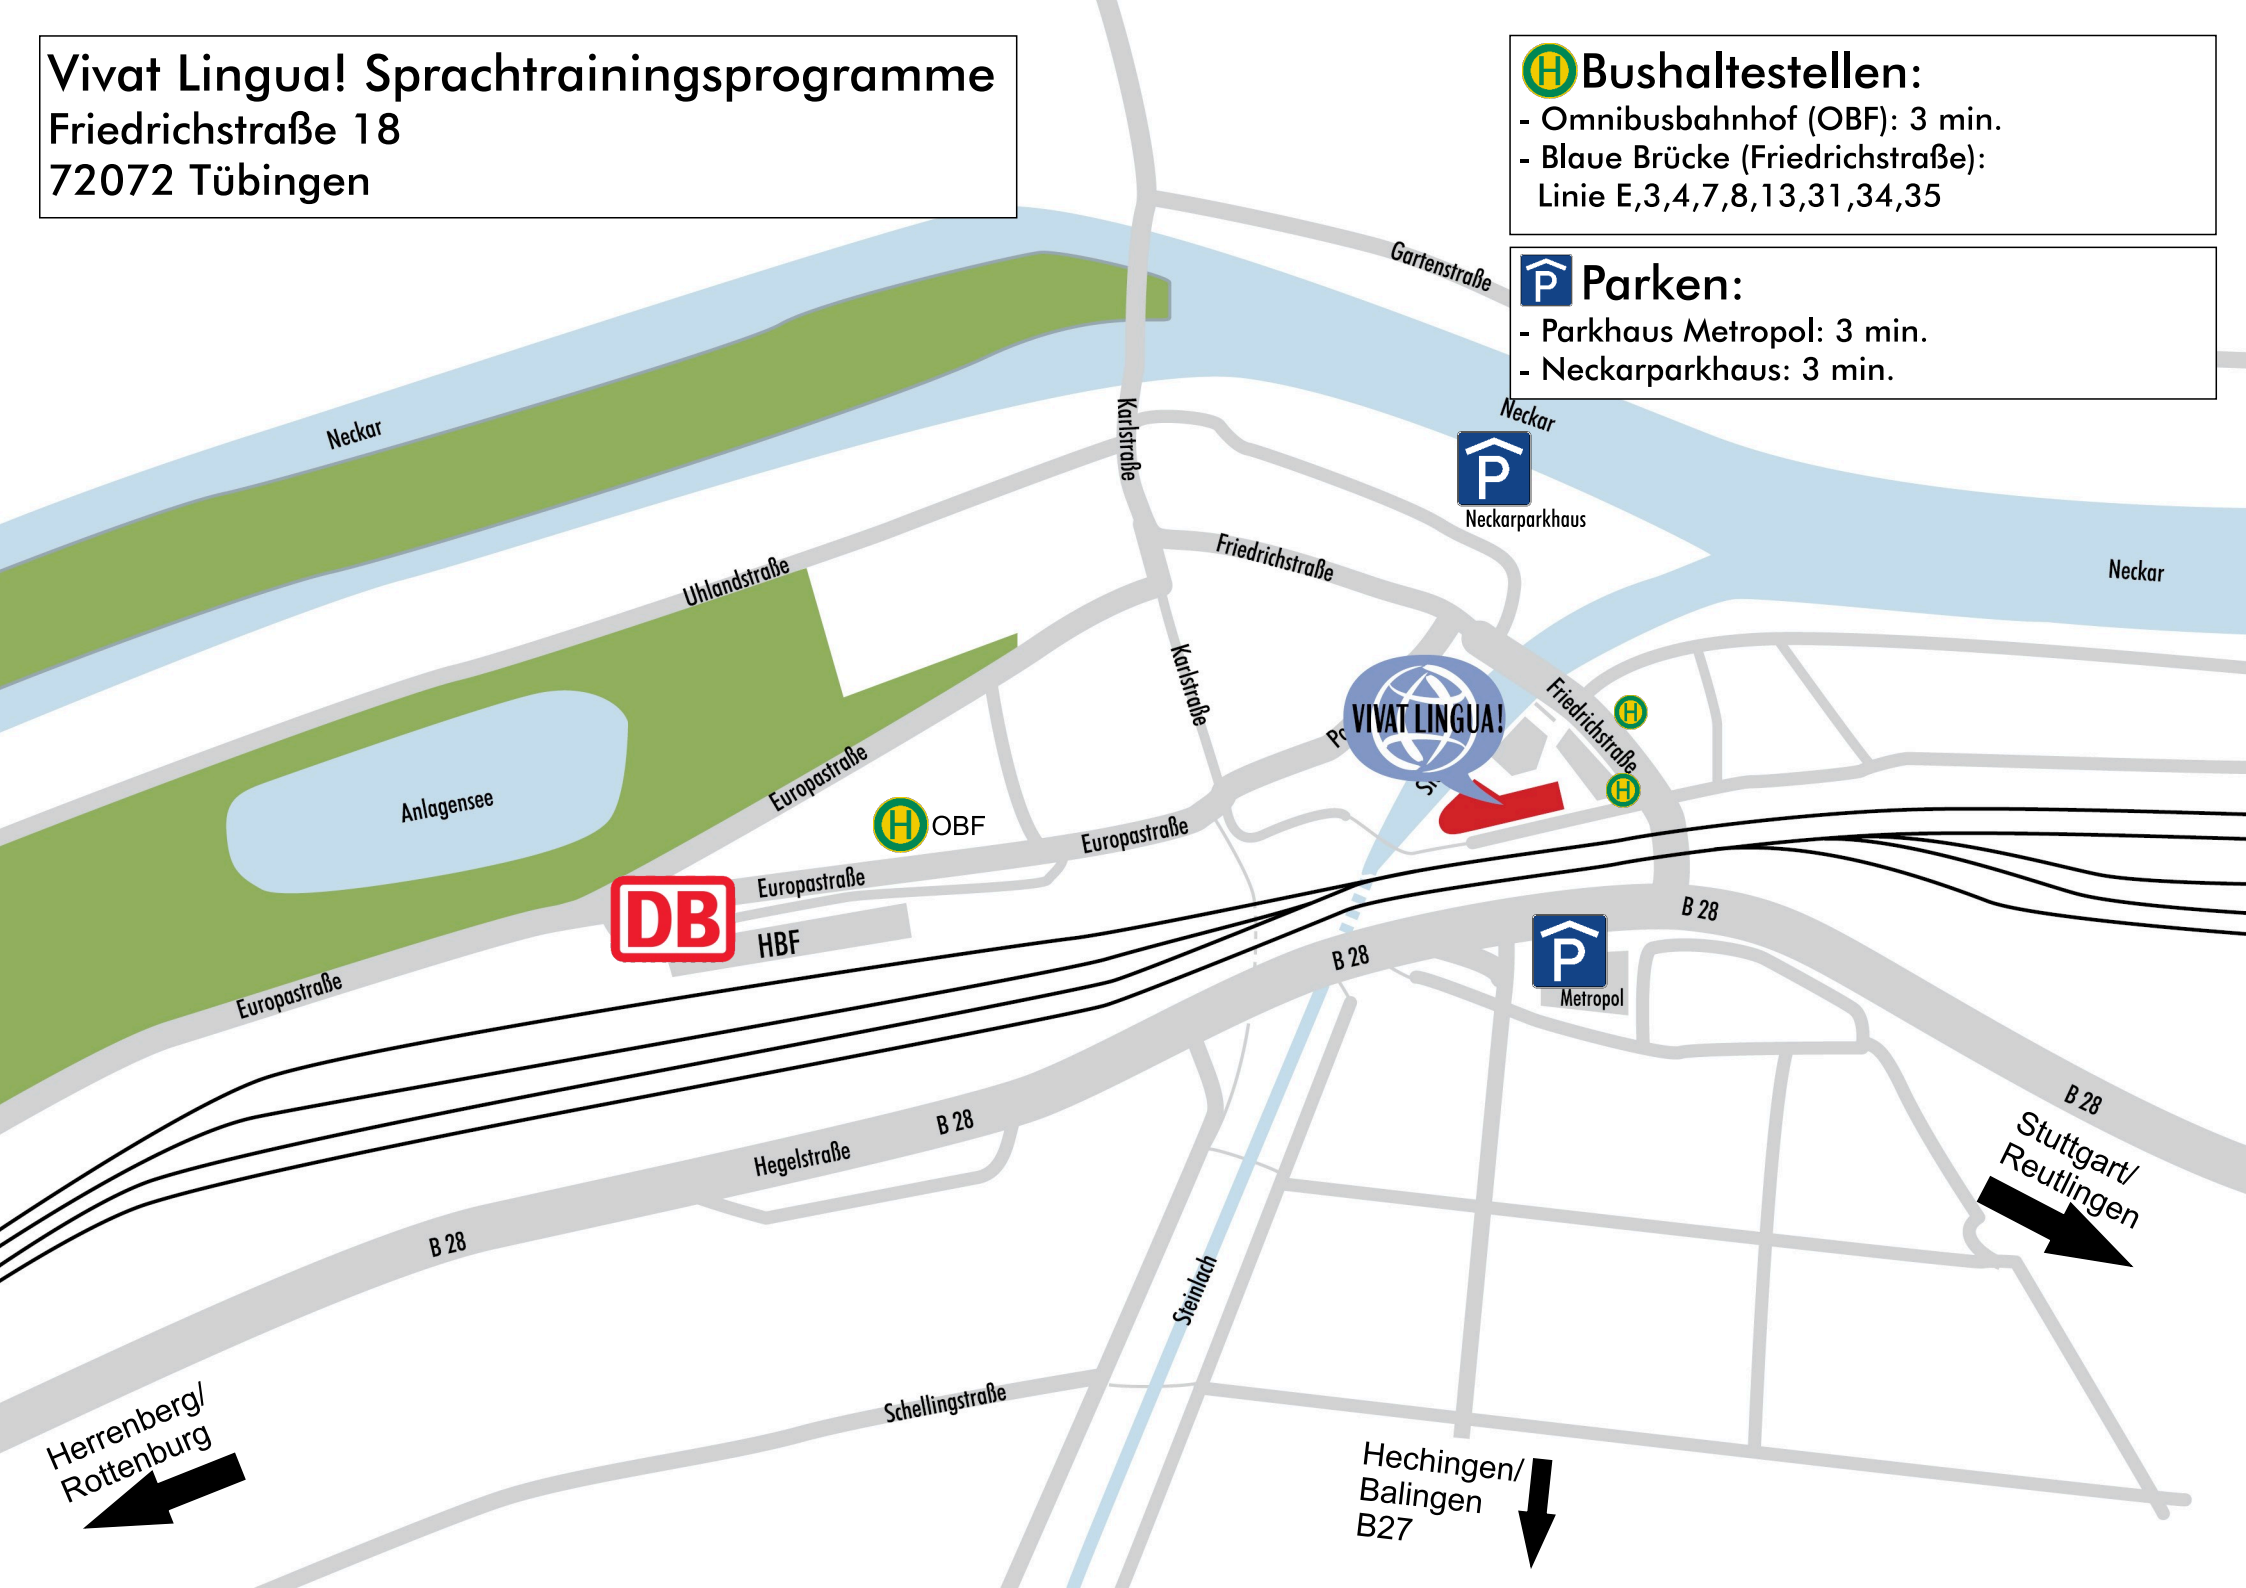 Vivat Lingua! Sprachtrainingsprogramme
Friedrichstraße 18
72072 Tübingen
H Bushaltestellen:
- Omnibusbahnhof (OBF): 3 min.
- Blaue Brücke (Friedrichstraße):
Linie E,3,4,7,8,13,31,34,35
P Parken:
- Parkhaus Metropol: 3 min.
- Neckarparkhaus: 3 min.
Gartenstraße
Neckar
Neckar
Karlstraße
P
Neckarparkhaus
Friedrichstraße
Neckar
Uhlandstraße
Karlstraße
Friedrichstraße
H
VIVAT LINGUA!
Europastraße
H
Anlagensee
H OBF
Europastraße
Europastraße
DB
HBF
B 28
B 28
P
Metropol
Europastraße
B 28
B 28
Hegelstraße
B 28
Stuttgart/
Reutlingen
Steinlach
Schellingstraße
Herrenberg/
Rottenburg
Hechingen/
Balingen
B27